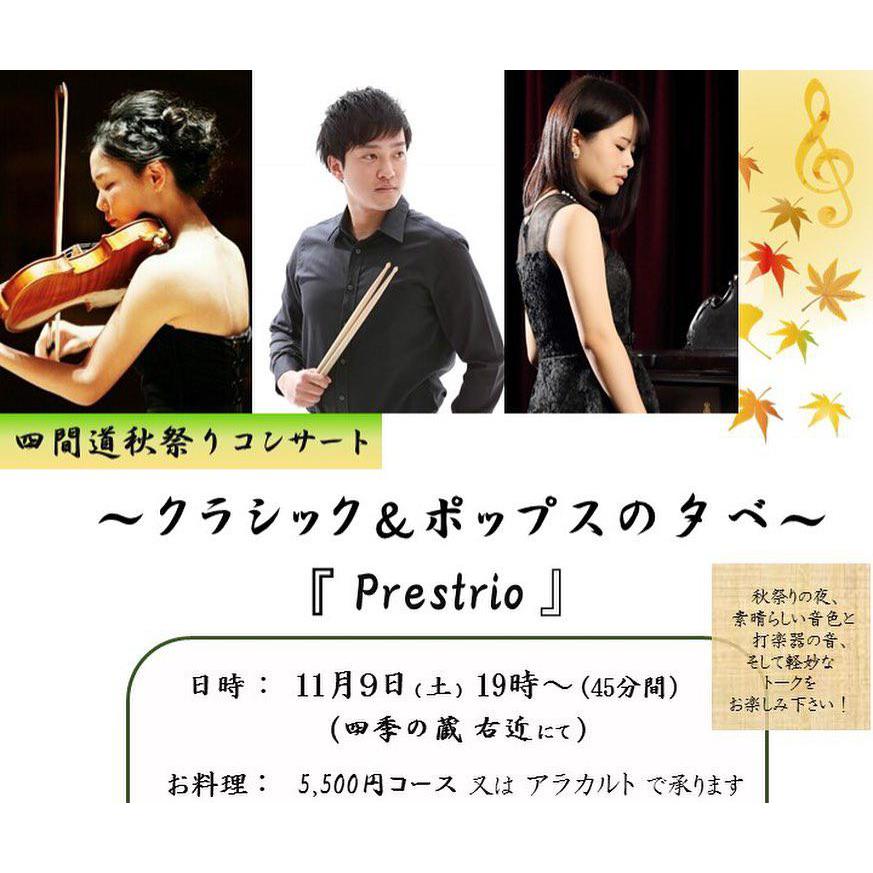 四間道秋祭りコンサート
～クラシック＆ポップスの夕べ～
『 Prestrio 』
秋祭りの夜、
素晴らしい音色と
打楽器の音、
そして軽妙な
トークを
お楽しみ下さい！
日時： 11月9日（土）19時～（45分間）
（四季の蔵 右近にて）
お料理： 5,500円コース 又は アラカルト で承ります